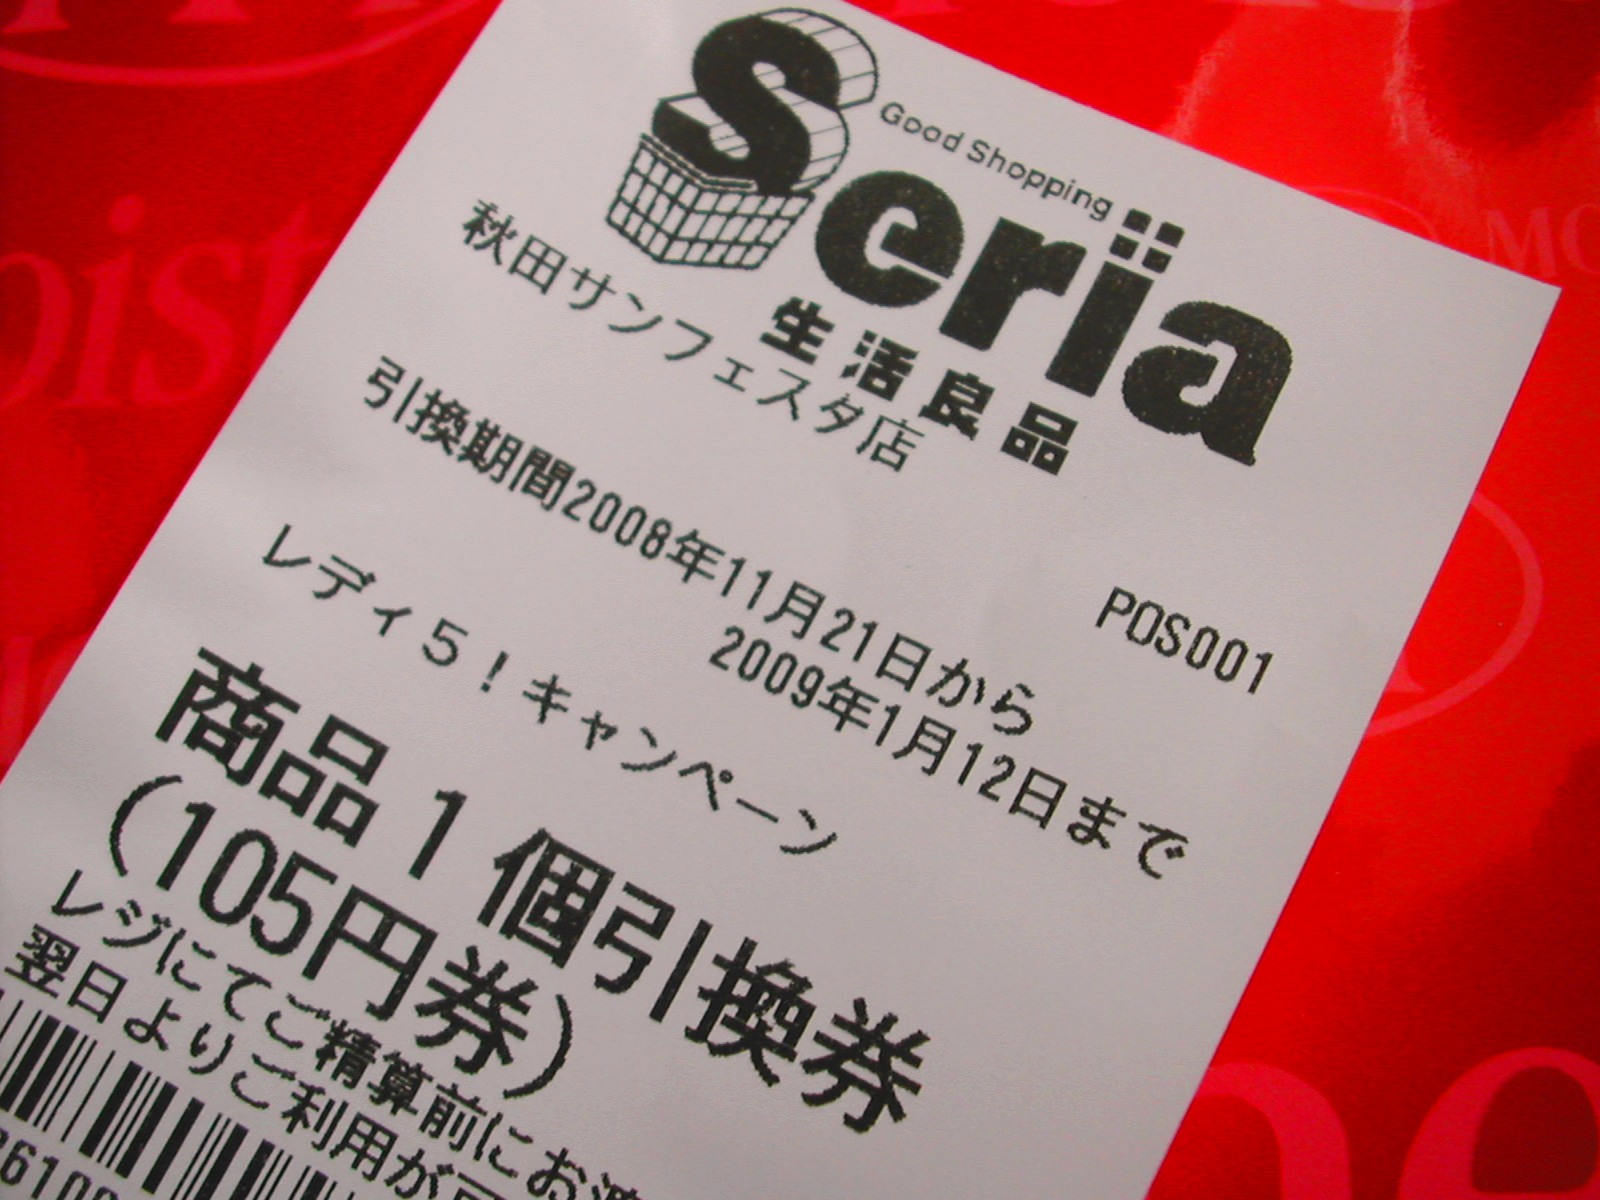 Good Shopping
Seria
生活良品
秋田サンフェスタ店
POS001
引換期間2008年11月21日から
2009年1月12日まで
レディ5!キャンペーン
商品1個引換券
(105円券)
レジにてご精算前にお渡
翌日よりご利用が可